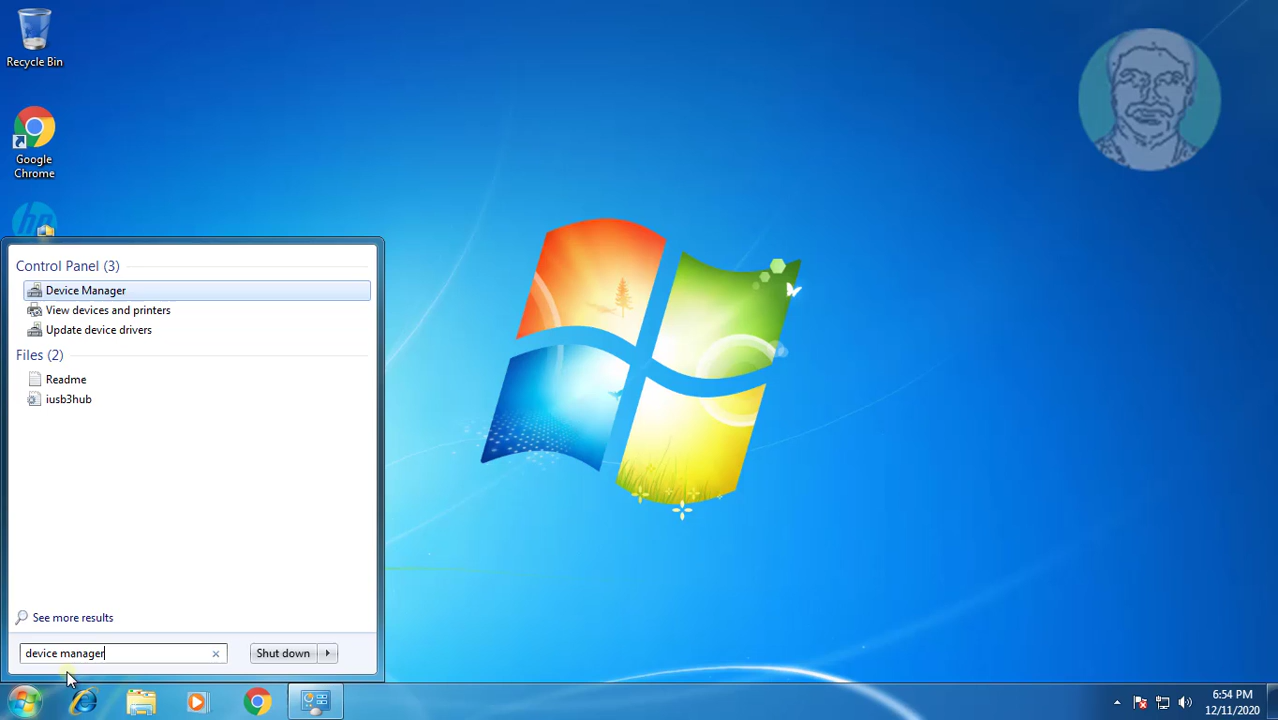 Recycle Bin
Google
Chrome
hp
Control Panel (3)
Device Manager
View devices and printers
Update device drivers
Files (2)
Readme
iusb3hub
See more results
device manager
Shut down
6:54 PM
12/11/2020